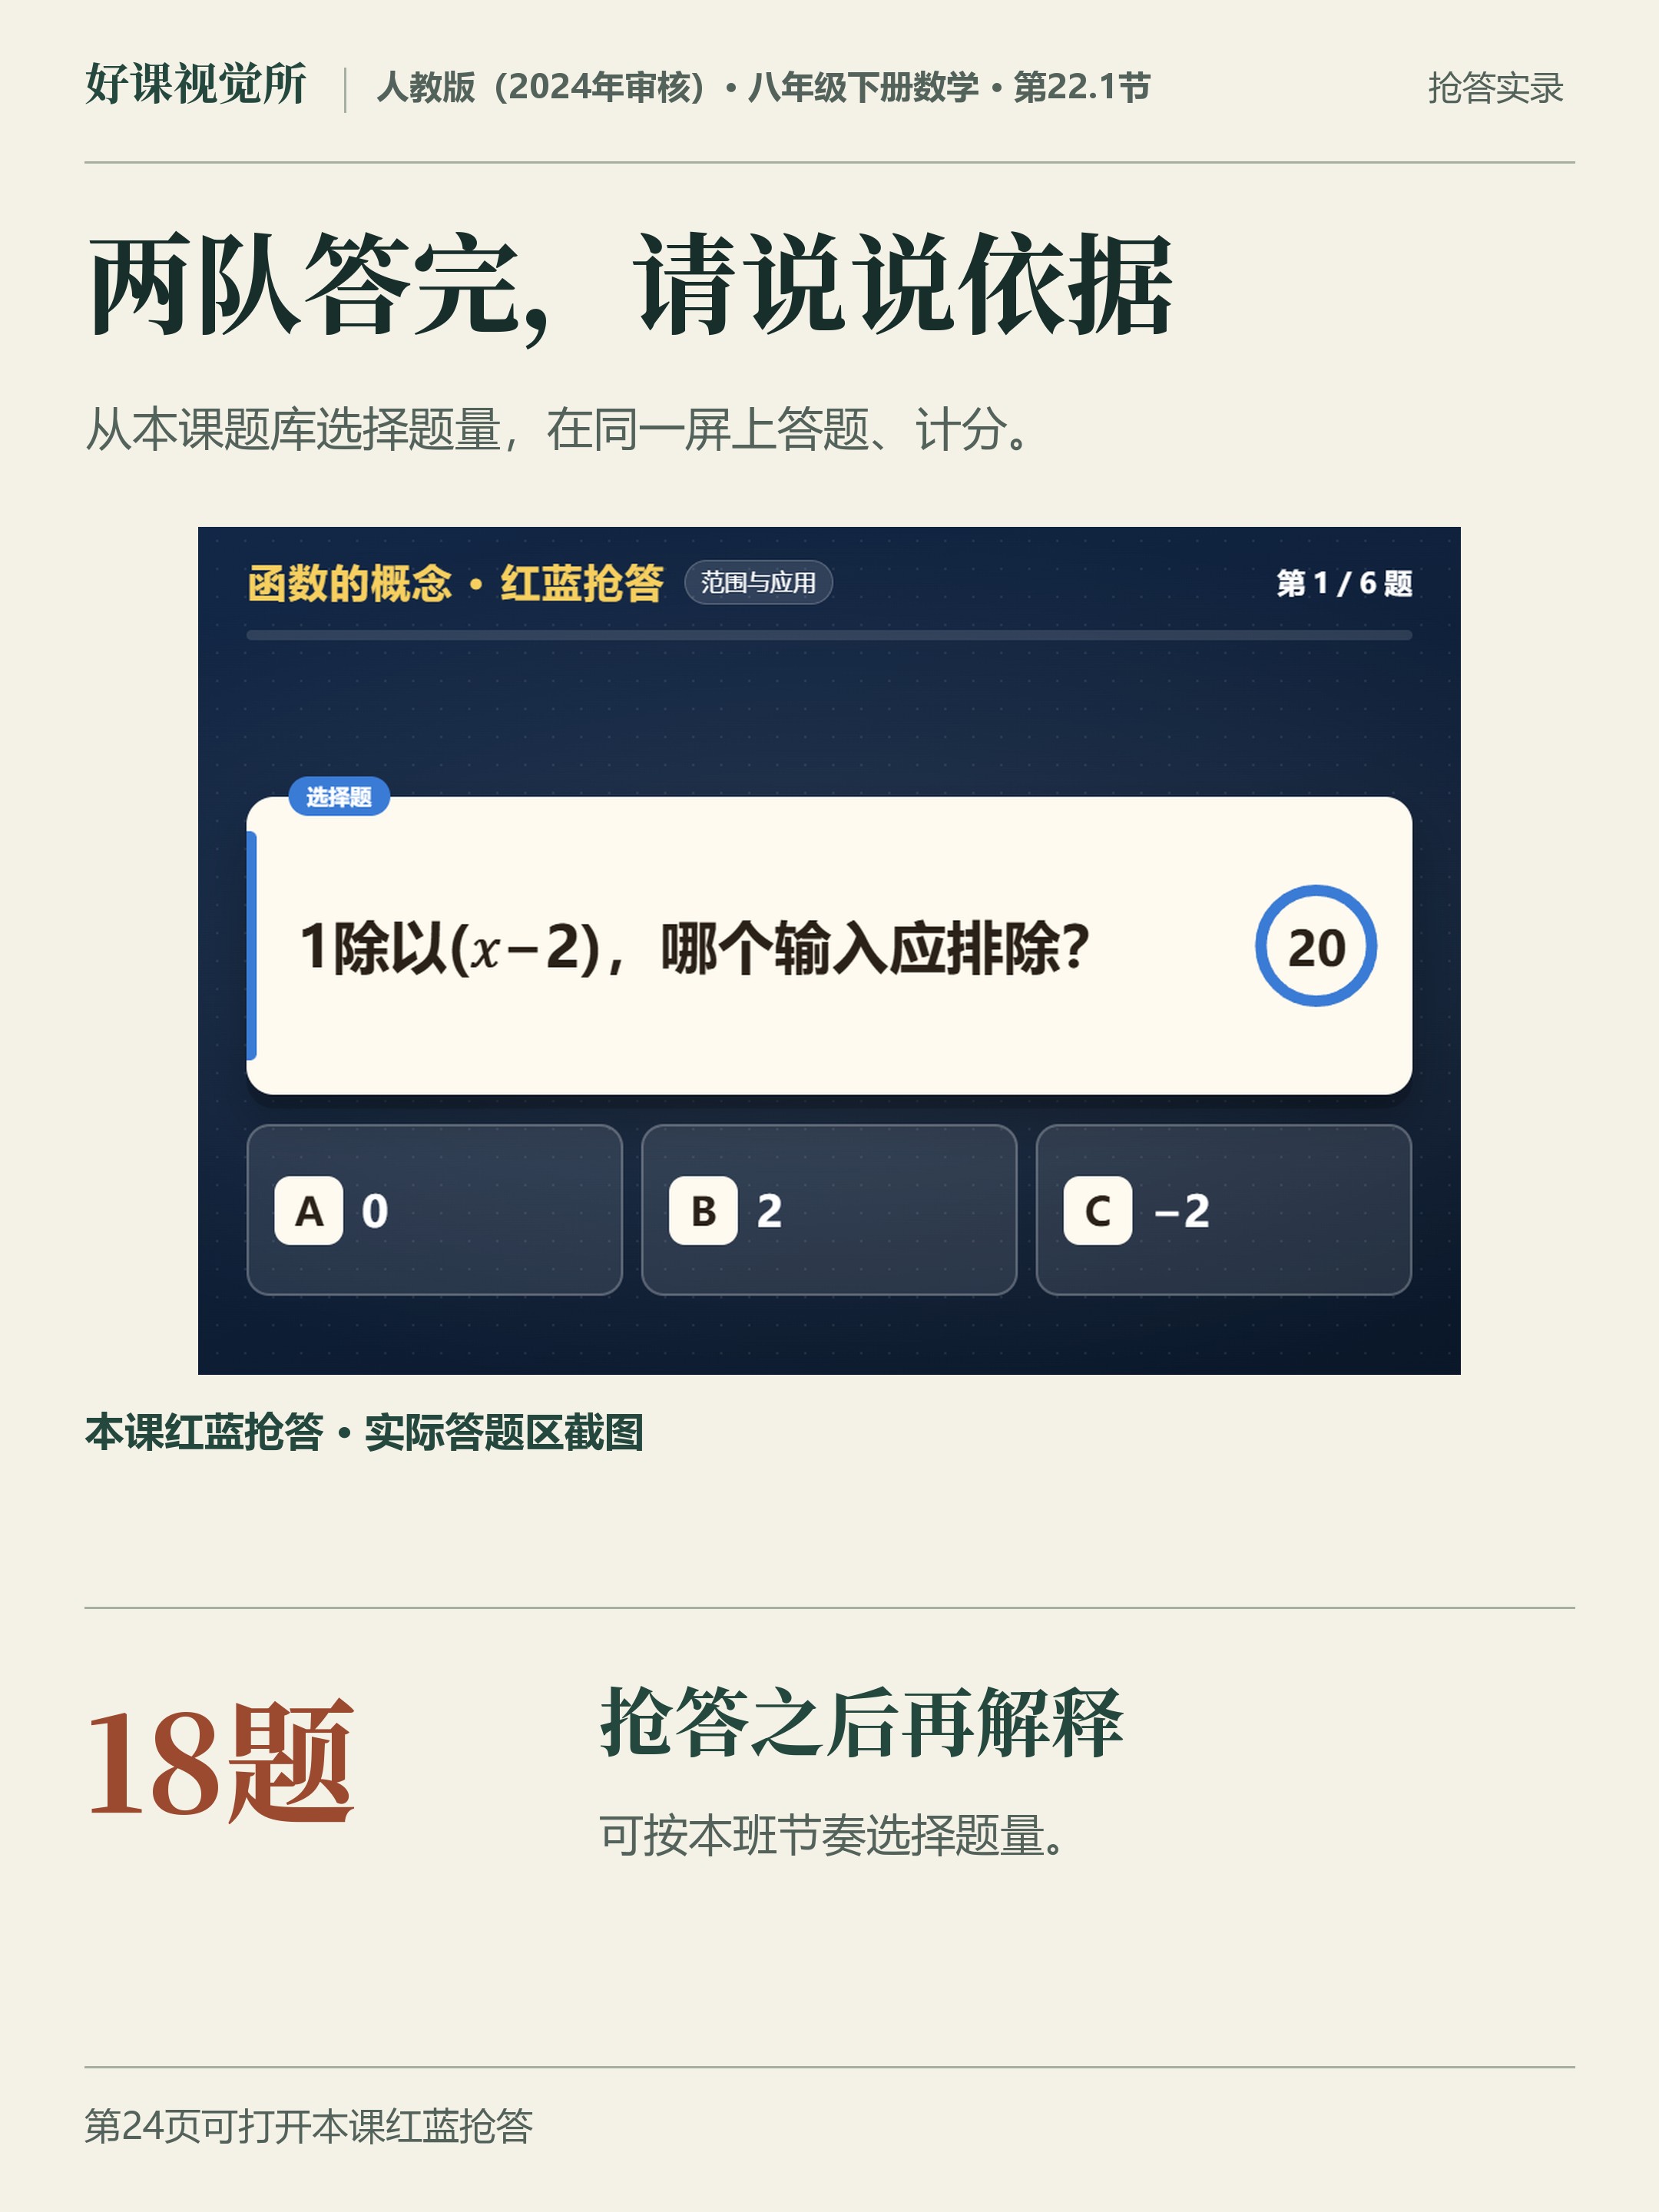 好课视觉所
人教版（2024年审核）• 八年级下册数学 • 第22.1节
抢答实录
两队答完，请说说依据
从本课题库选择题量，在同一屏上答题、计分。
函数的概念 • 红蓝抢答
范围与应用
第 1 / 6 题
选择题
1除以(x−2)，哪个输入应排除?
20
A 0
B 2
C −2
本课红蓝抢答 • 实际答题区截图
18题
抢答之后再解释
可按本班节奏选择题量。
第24页可打开本课红蓝抢答